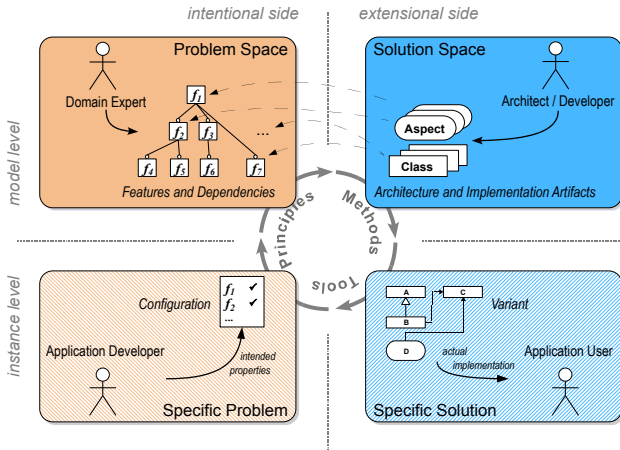 intentional side
extensional side
model level
instance level
Problem Space
Domain Expert
f1
f2
f3
...
f4
f5
f6
f7
Features and Dependencies
Solution Space
Architect / Developer
Aspect
Class
Architecture and Implementation Artifacts
Principles
Methods
Tools
Configuration
f1 ✔
f2 ✔
...
Application Developer
intended
properties
Specific Problem
A
C
B
D
Variant
actual
implementation
Application User
Specific Solution